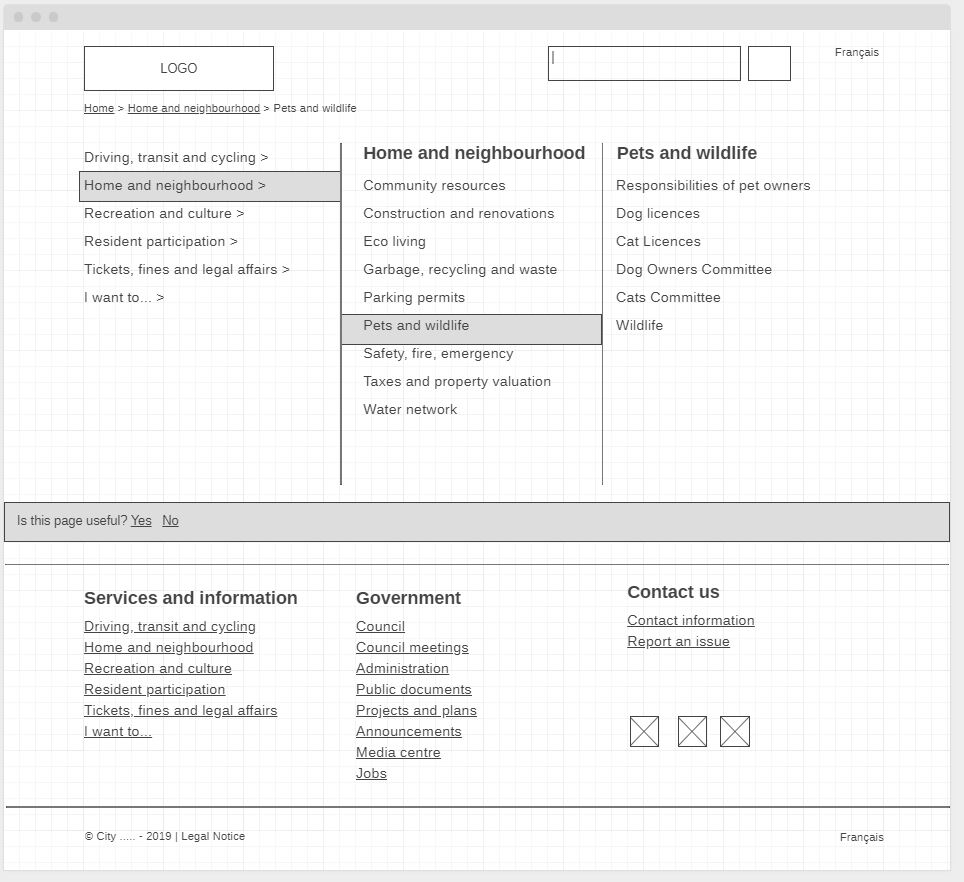 LOGO
Français
Home > Home and neighbourhood > Pets and wildlife
Driving, transit and cycling >
Home and neighbourhood >
Recreation and culture >
Resident participation >
Tickets, fines and legal affairs >
I want to... >
Home and neighbourhood
Community resources
Construction and renovations
Eco living
Garbage, recycling and waste
Parking permits
Pets and wildlife
Safety, fire, emergency
Taxes and property valuation
Water network
Pets and wildlife
Responsibilities of pet owners
Dog licences
Cat Licences
Dog Owners Committee
Cats Committee
Wildlife
Is this page useful? Yes No
Services and information
Driving, transit and cycling
Home and neighbourhood
Recreation and culture
Resident participation
Tickets, fines and legal affairs
I want to...
Government
Council
Council meetings
Administration
Public documents
Projects and plans
Announcements
Media centre
Jobs
Contact us
Contact information
Report an issue
© City ..... - 2019 | Legal Notice
Français